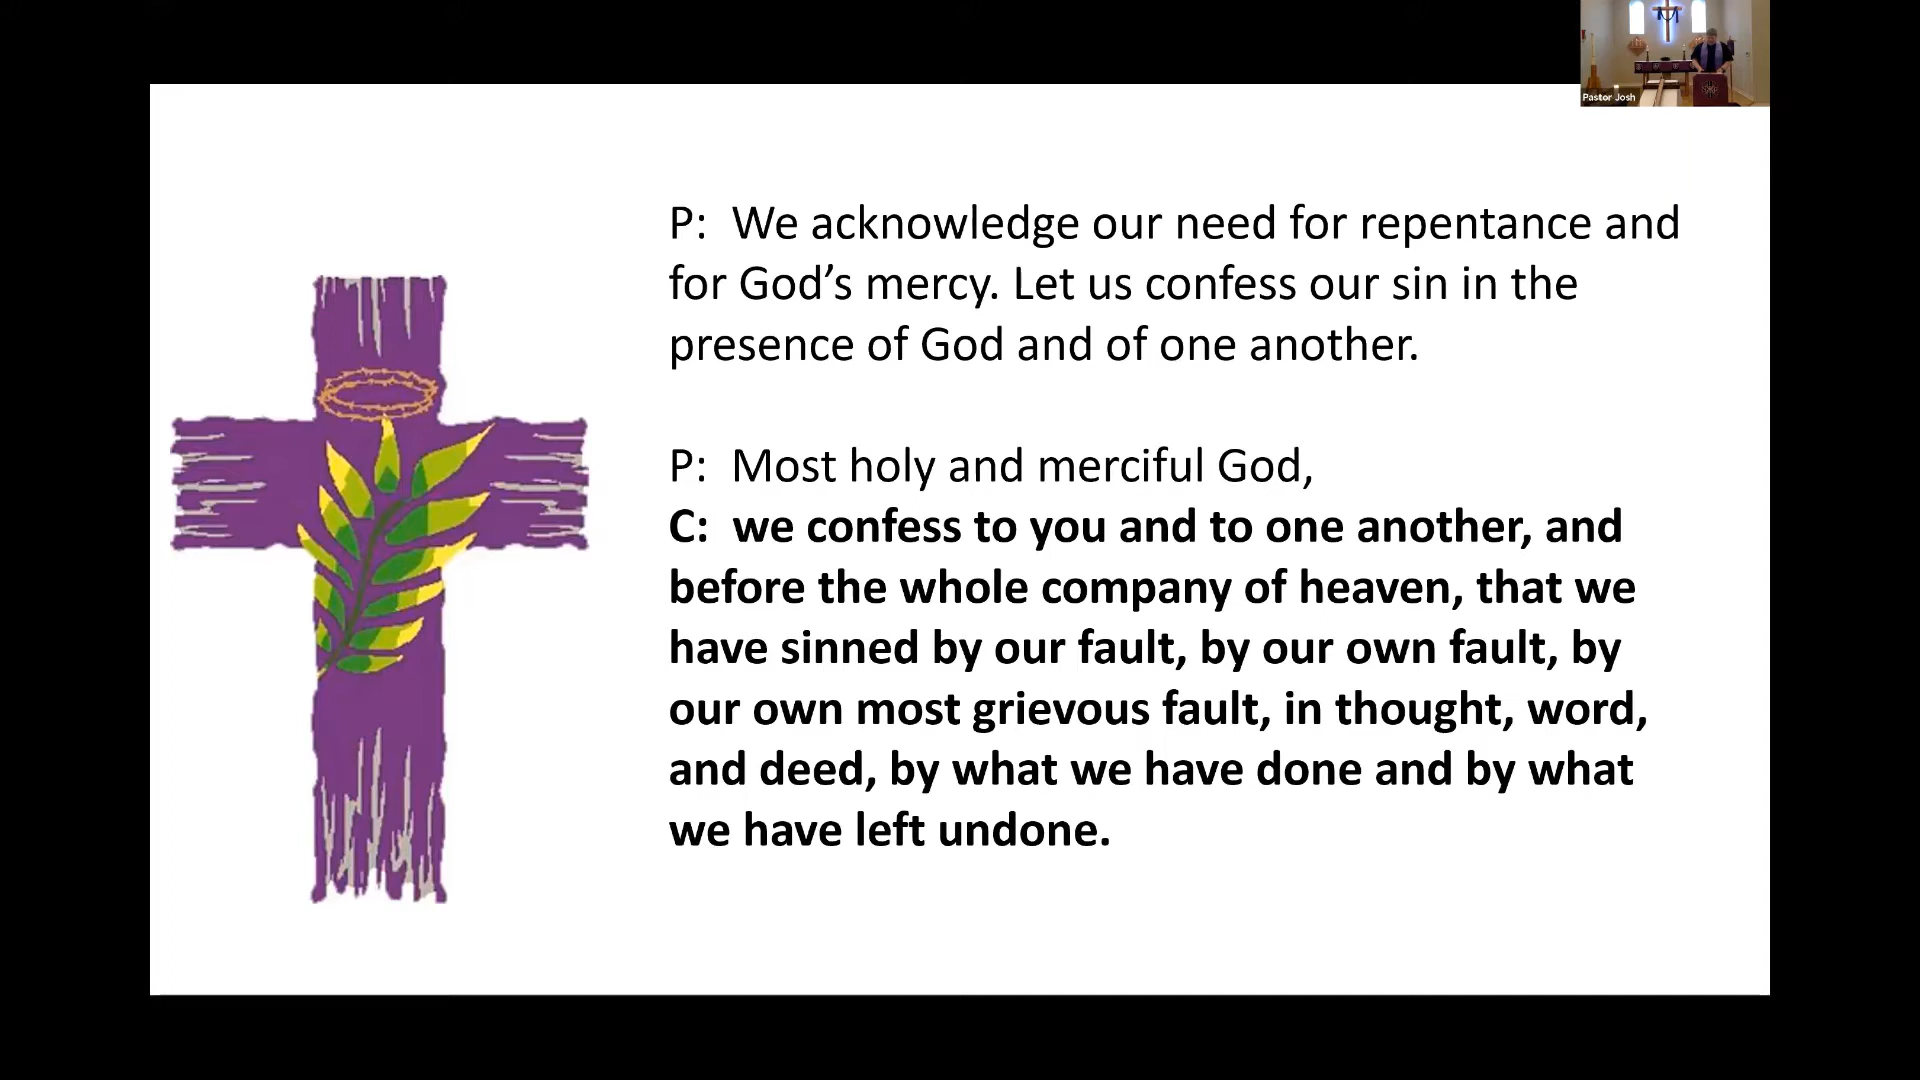 Pastor Josh
P: We acknowledge our need for repentance and
for God’s mercy. Let us confess our sin in the
presence of God and of one another.
P: Most holy and merciful God,
C: we confess to you and to one another, and
before the whole company of heaven, that we
have sinned by our fault, by our own fault, by
our own most grievous fault, in thought, word,
and deed, by what we have done and by what
we have left undone.